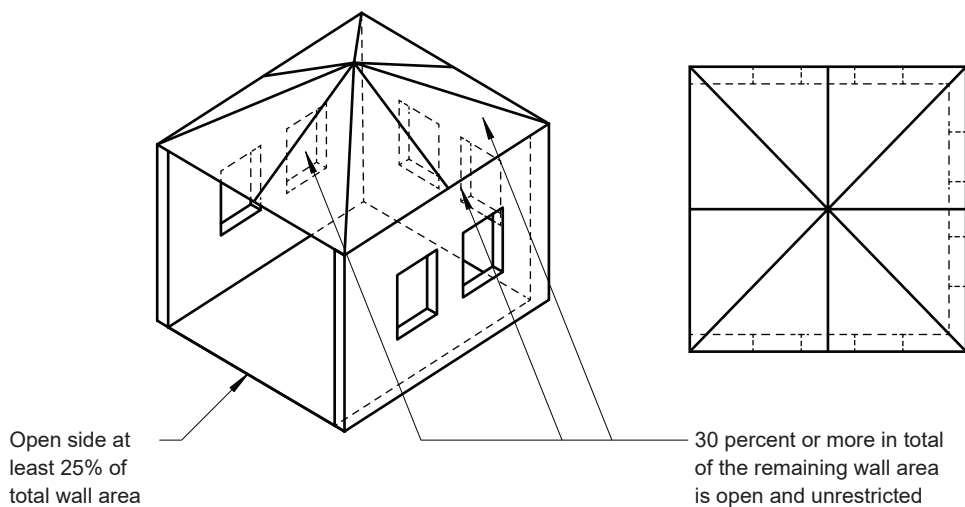 Open side at
least 25% of
total wall area
30 percent or more in total
of the remaining wall area
is open and unrestricted